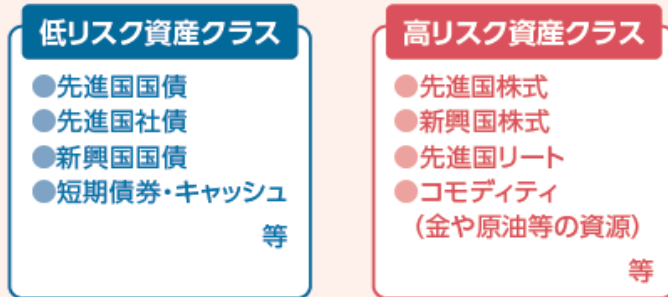 低リスク資産クラス
●先進国国債
●先進国社債
●新興国国債
●短期債券・キャッシュ
等
高リスク資産クラス
●先進国株式
●新興国株式
●先進国リート
●コモディティ
（金や原油等の資源）
等